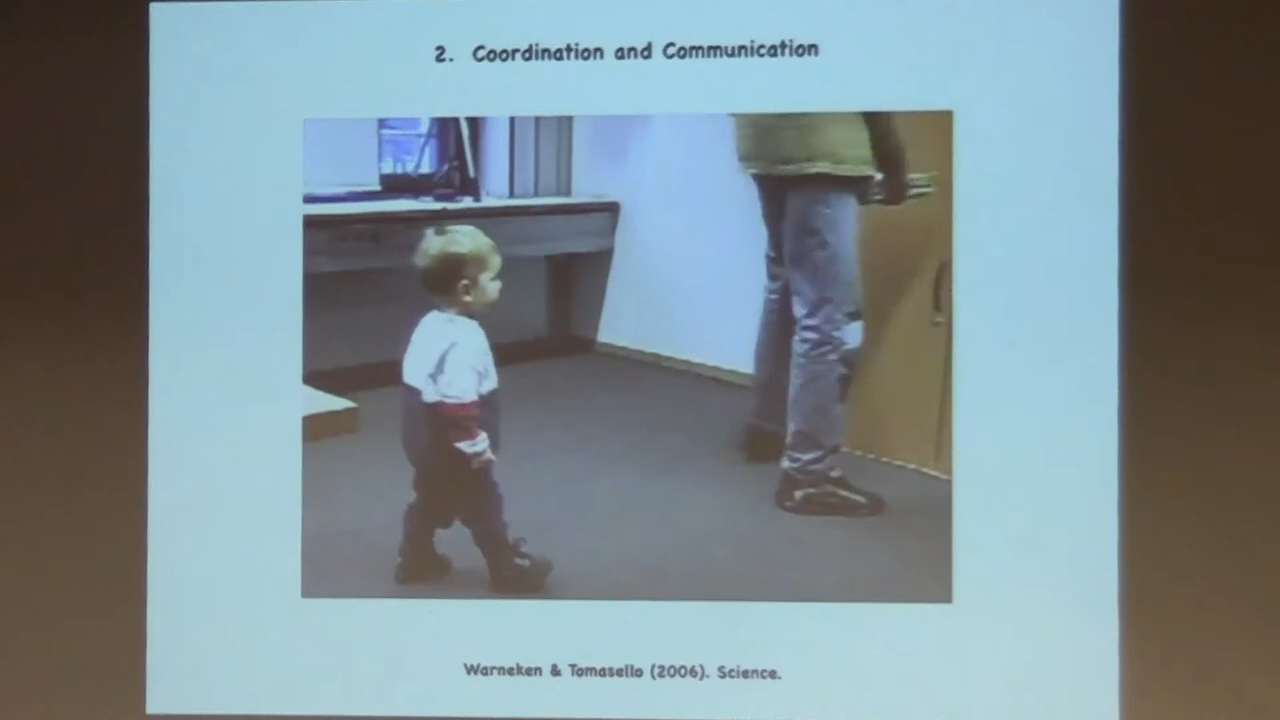 2. Coordination and Communication
Warneken & Tomasello (2006). Science.